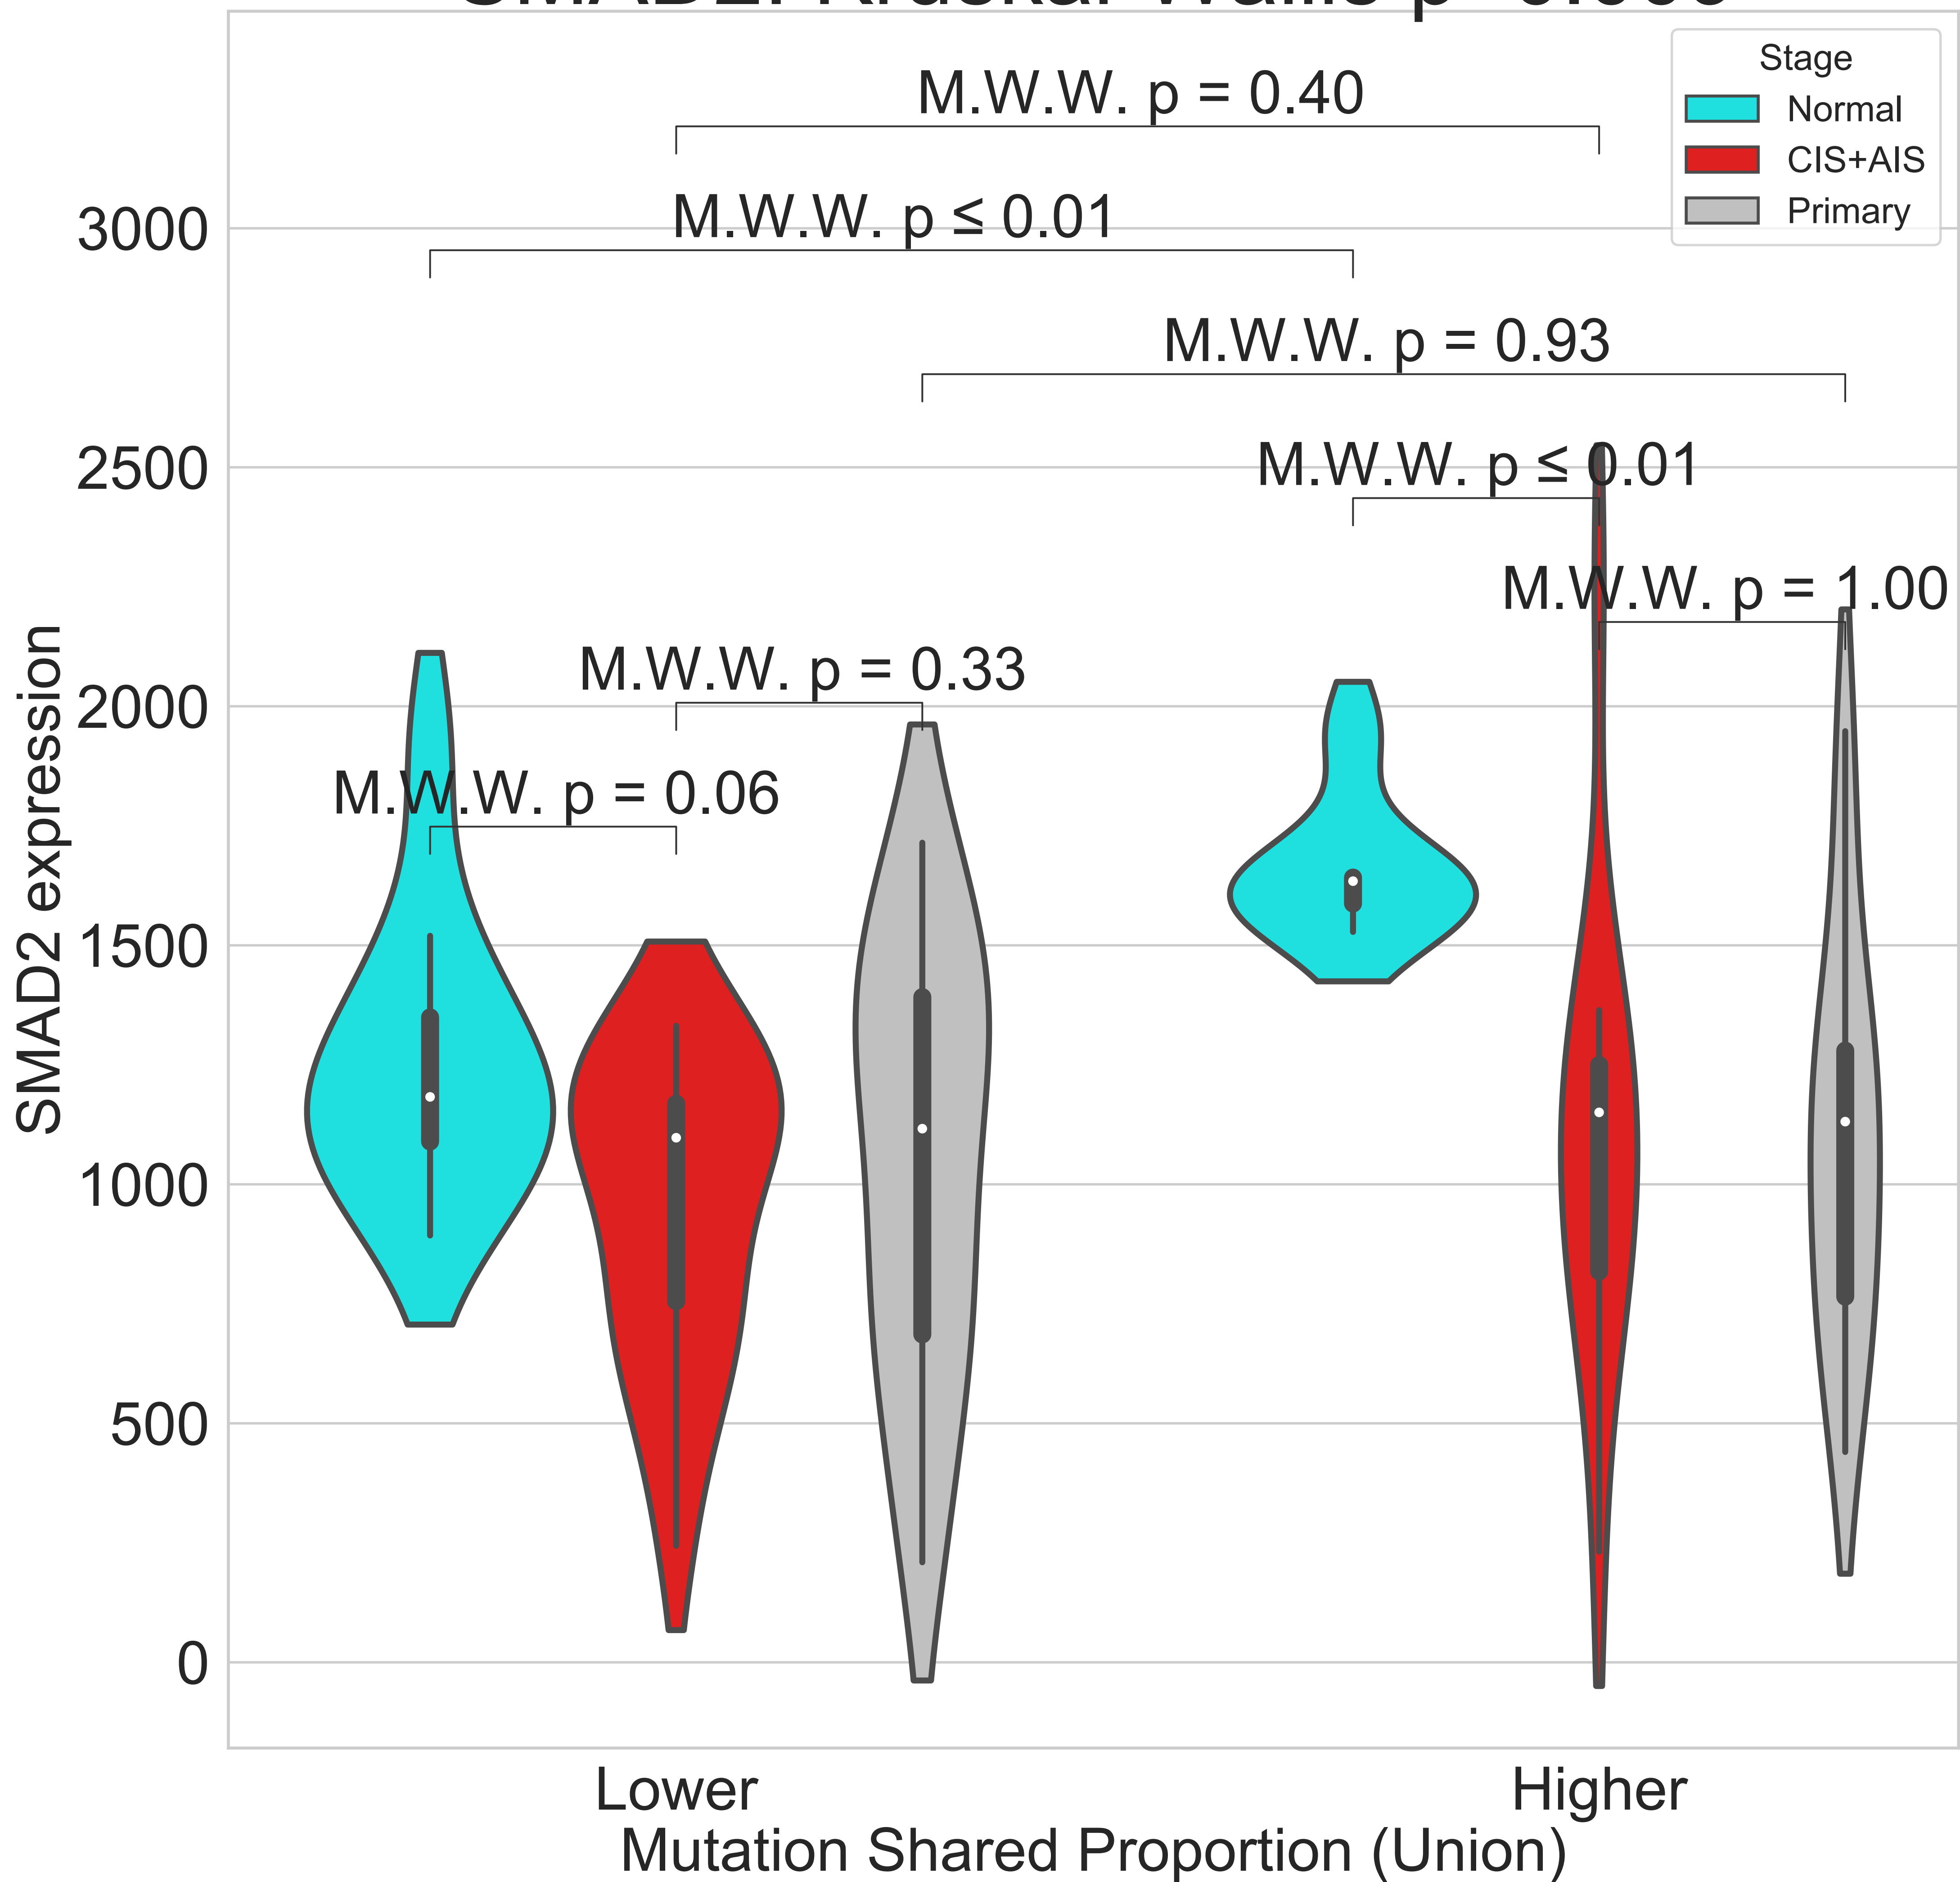 Stage
Normal
CIS+AIS
Primary
M.W.W. p = 0.40
M.W.W. p ≤ 0.01
M.W.W. p = 0.93
M.W.W. p ≤ 0.01
M.W.W. p = 1.00
M.W.W. p = 0.33
M.W.W. p = 0.06
SMAD2 expression
3000
2500
2000
1500
1000
500
0
Lower
Higher
Mutation Shared Proportion (Union)